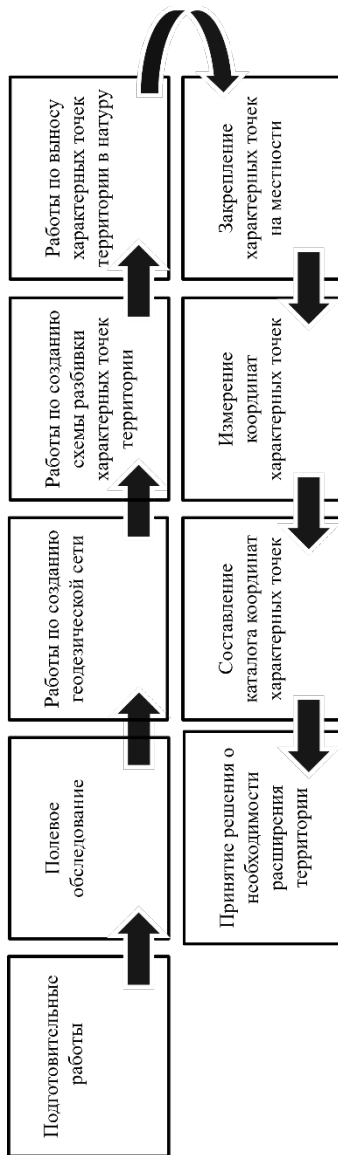 Подготовительные
работы
Полевое
обследование
Работы по созданию
геодезической сети
Работы по созданию
схемы разбивки
характерных точек
территории
Работы по выносу
характерных точек
территории в натуру
Закрепление
характерных точек
на местности
Измерение
координат
характерных точек
Составление
каталога координат
характерных точек
Принятие решения о
необходимости
расширения
территории